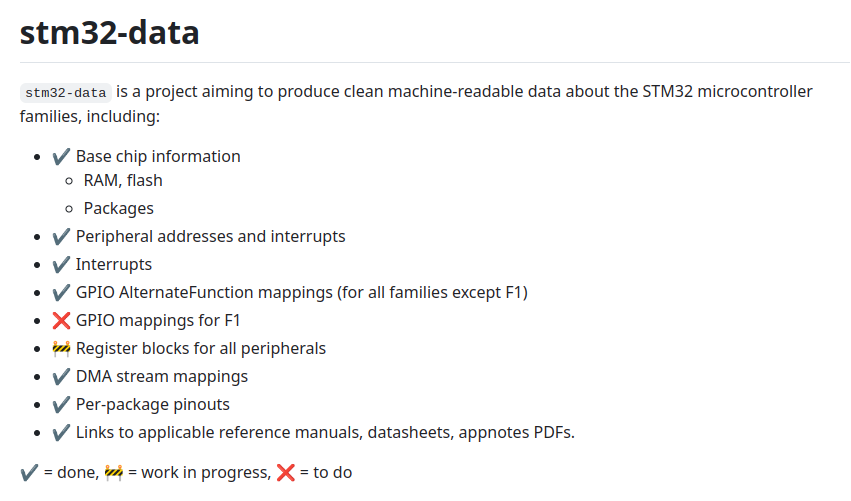 stm32-data
stm32-data is a project aiming to produce clean machine-readable data about the STM32 microcontroller
families, including:
• ✔️ Base chip information
◦ RAM, flash
◦ Packages
• ✔️ Peripheral addresses and interrupts
• ✔️ Interrupts
• ✔️ GPIO AlternateFunction mappings (for all families except F1)
• ❌ GPIO mappings for F1
• 🚧 Register blocks for all peripherals
• ✔️ DMA stream mappings
• ✔️ Per-package pinouts
• ✔️ Links to applicable reference manuals, datasheets, appnotes PDFs.
✔️ = done, 🚧 = work in progress, ❌ = to do